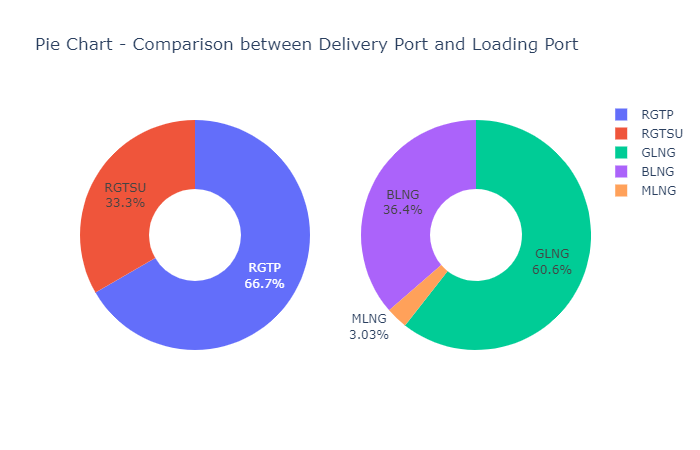 Pie Chart - Comparison between Delivery Port and Loading Port
RGTP
RGTSU
GLNG
BLNG
MLNG
RGTSU
33.3%
RGTP
66.7%
BLNG
36.4%
GLNG
60.6%
MLNG
3.03%